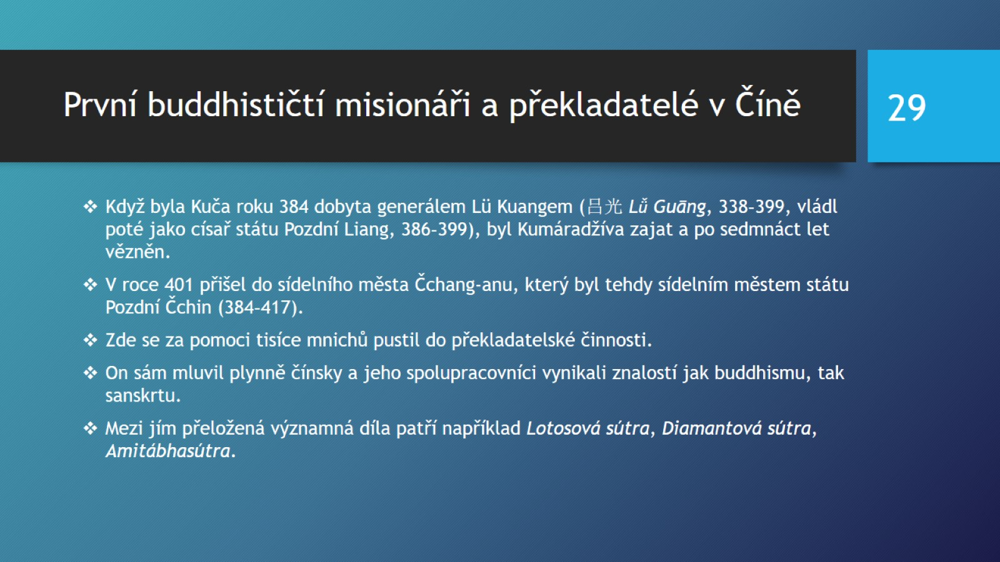 První buddhističtí misionáři a překladatelé v Číně
29
❖ Když byla Kuča roku 384 dobyta generálem Lü Kuangem (吕光 Lǚ Guāng, 338–399, vládl
poté jako císař státu Pozdní Liang, 386–399), byl Kumáradžíva zajat a po sedmnáct let
vězněn.
❖ V roce 401 přišel do sídelního města Čchang-anu, který byl tehdy sídelním městem státu
Pozdní Čchin (384–417).
❖ Zde se za pomoci tisíce mnichů pustil do překladatelské činnosti.
❖ On sám mluvil plynně čínsky a jeho spolupracovníci vynikali znalostí jak buddhismu, tak
sanskrtu.
❖ Mezi jím přeložená významná díla patří například Lotosová sútra, Diamantová sútra,
Amitábhasútra.